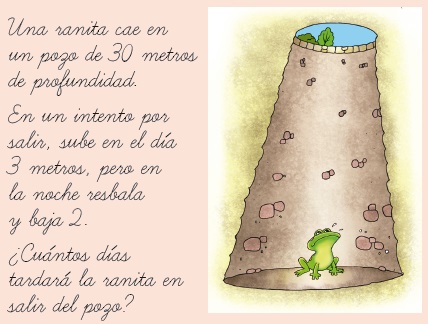 Una ranita cae en
un pozo de 30 metros
de profundidad.
En un intento por
salir, sube en el día
3 metros, pero en
la noche resbala
y baja 2.
¿Cuántos días
tardará la ranita en
salir del pozo?